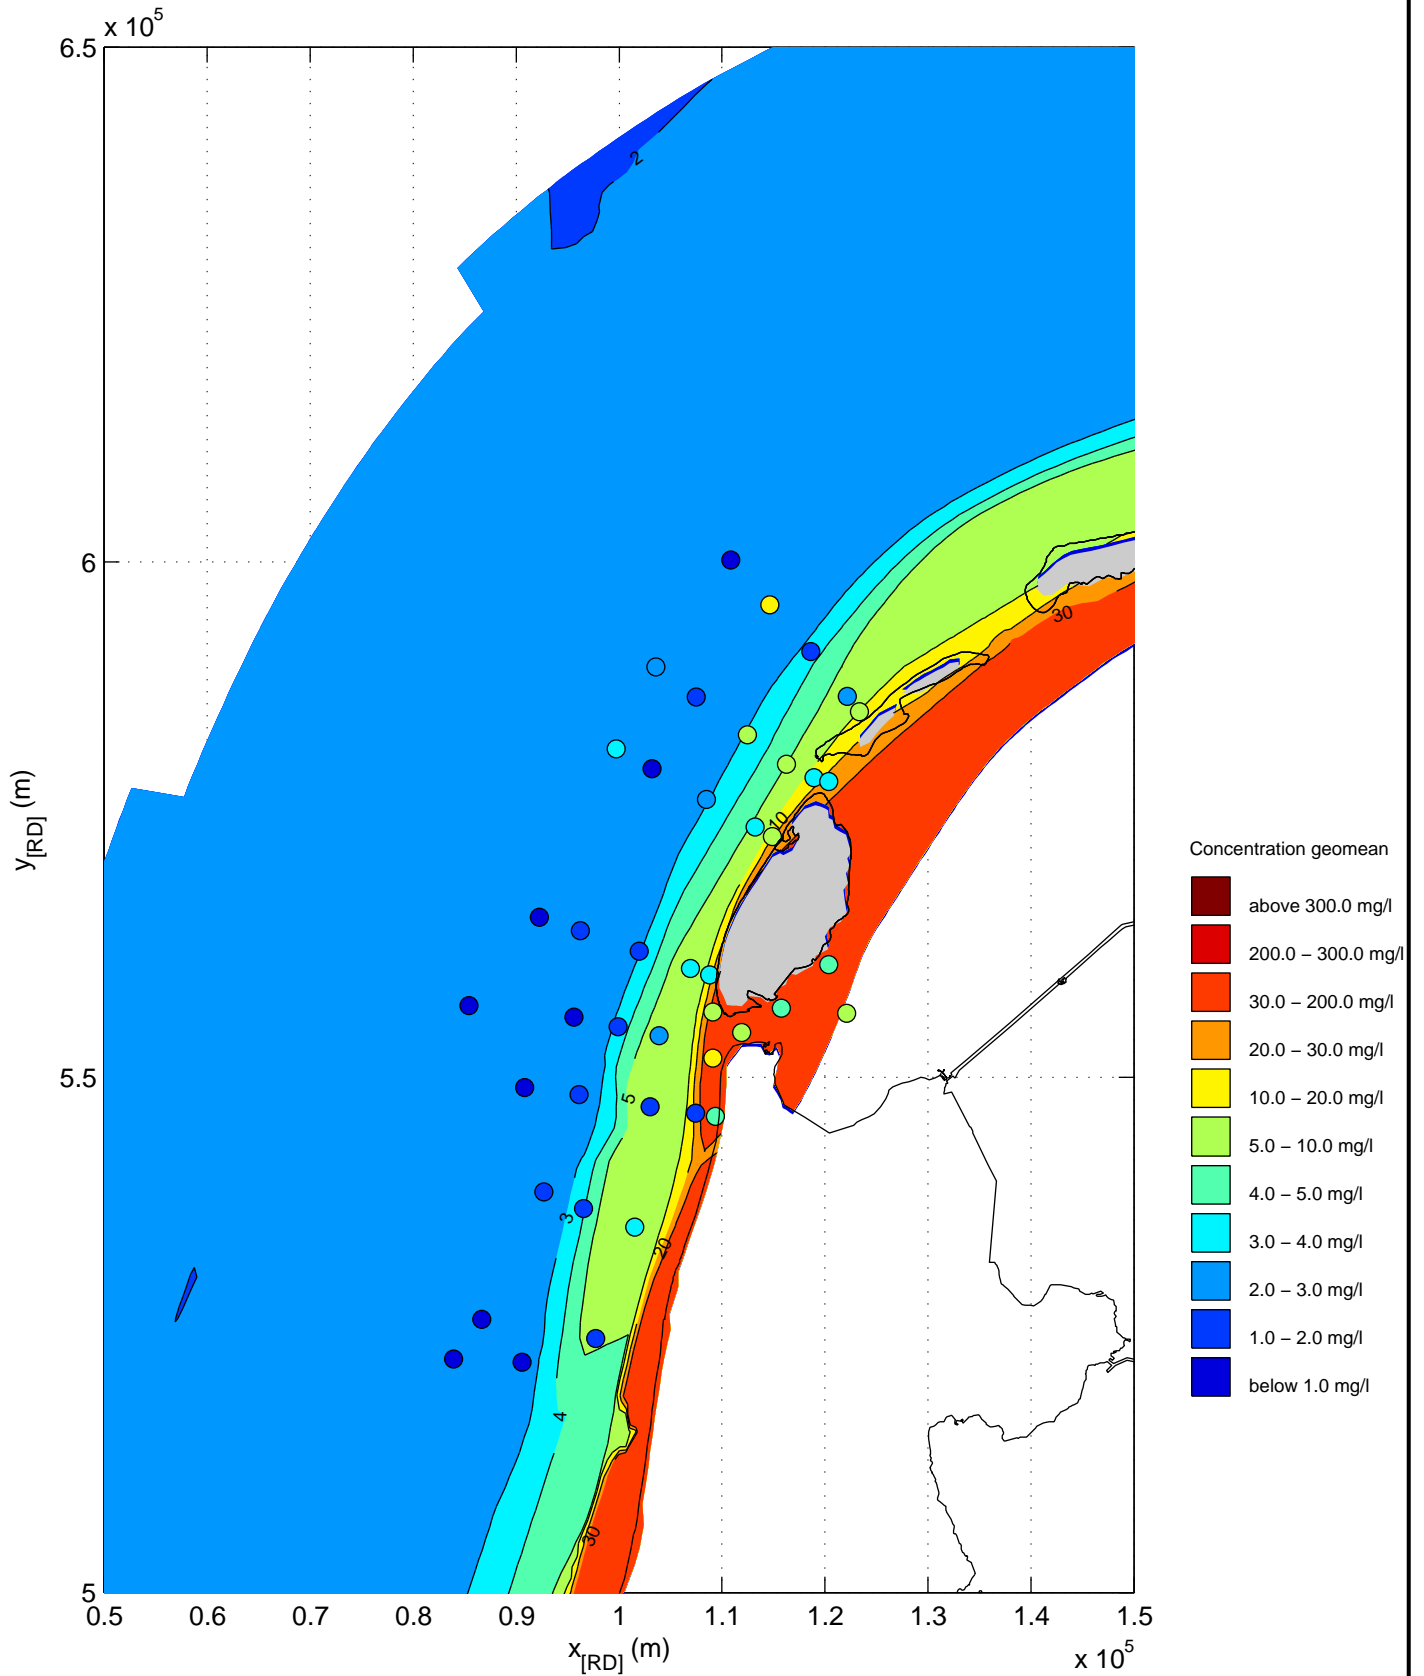 x 10⁵
6.5
6
5.5
5
y[RD] (m)
0.5 0.6 0.7 0.8 0.9 1 1.1 1.2 1.3 1.4 1.5
x[RD] (m)
x 10⁵
2
30
10
5
3
20
4
30
Concentration geomean
above 300.0 mg/l
200.0 – 300.0 mg/l
30.0 – 200.0 mg/l
20.0 – 30.0 mg/l
10.0 – 20.0 mg/l
5.0 – 10.0 mg/l
4.0 – 5.0 mg/l
3.0 – 4.0 mg/l
2.0 – 3.0 mg/l
1.0 – 2.0 mg/l
below 1.0 mg/l